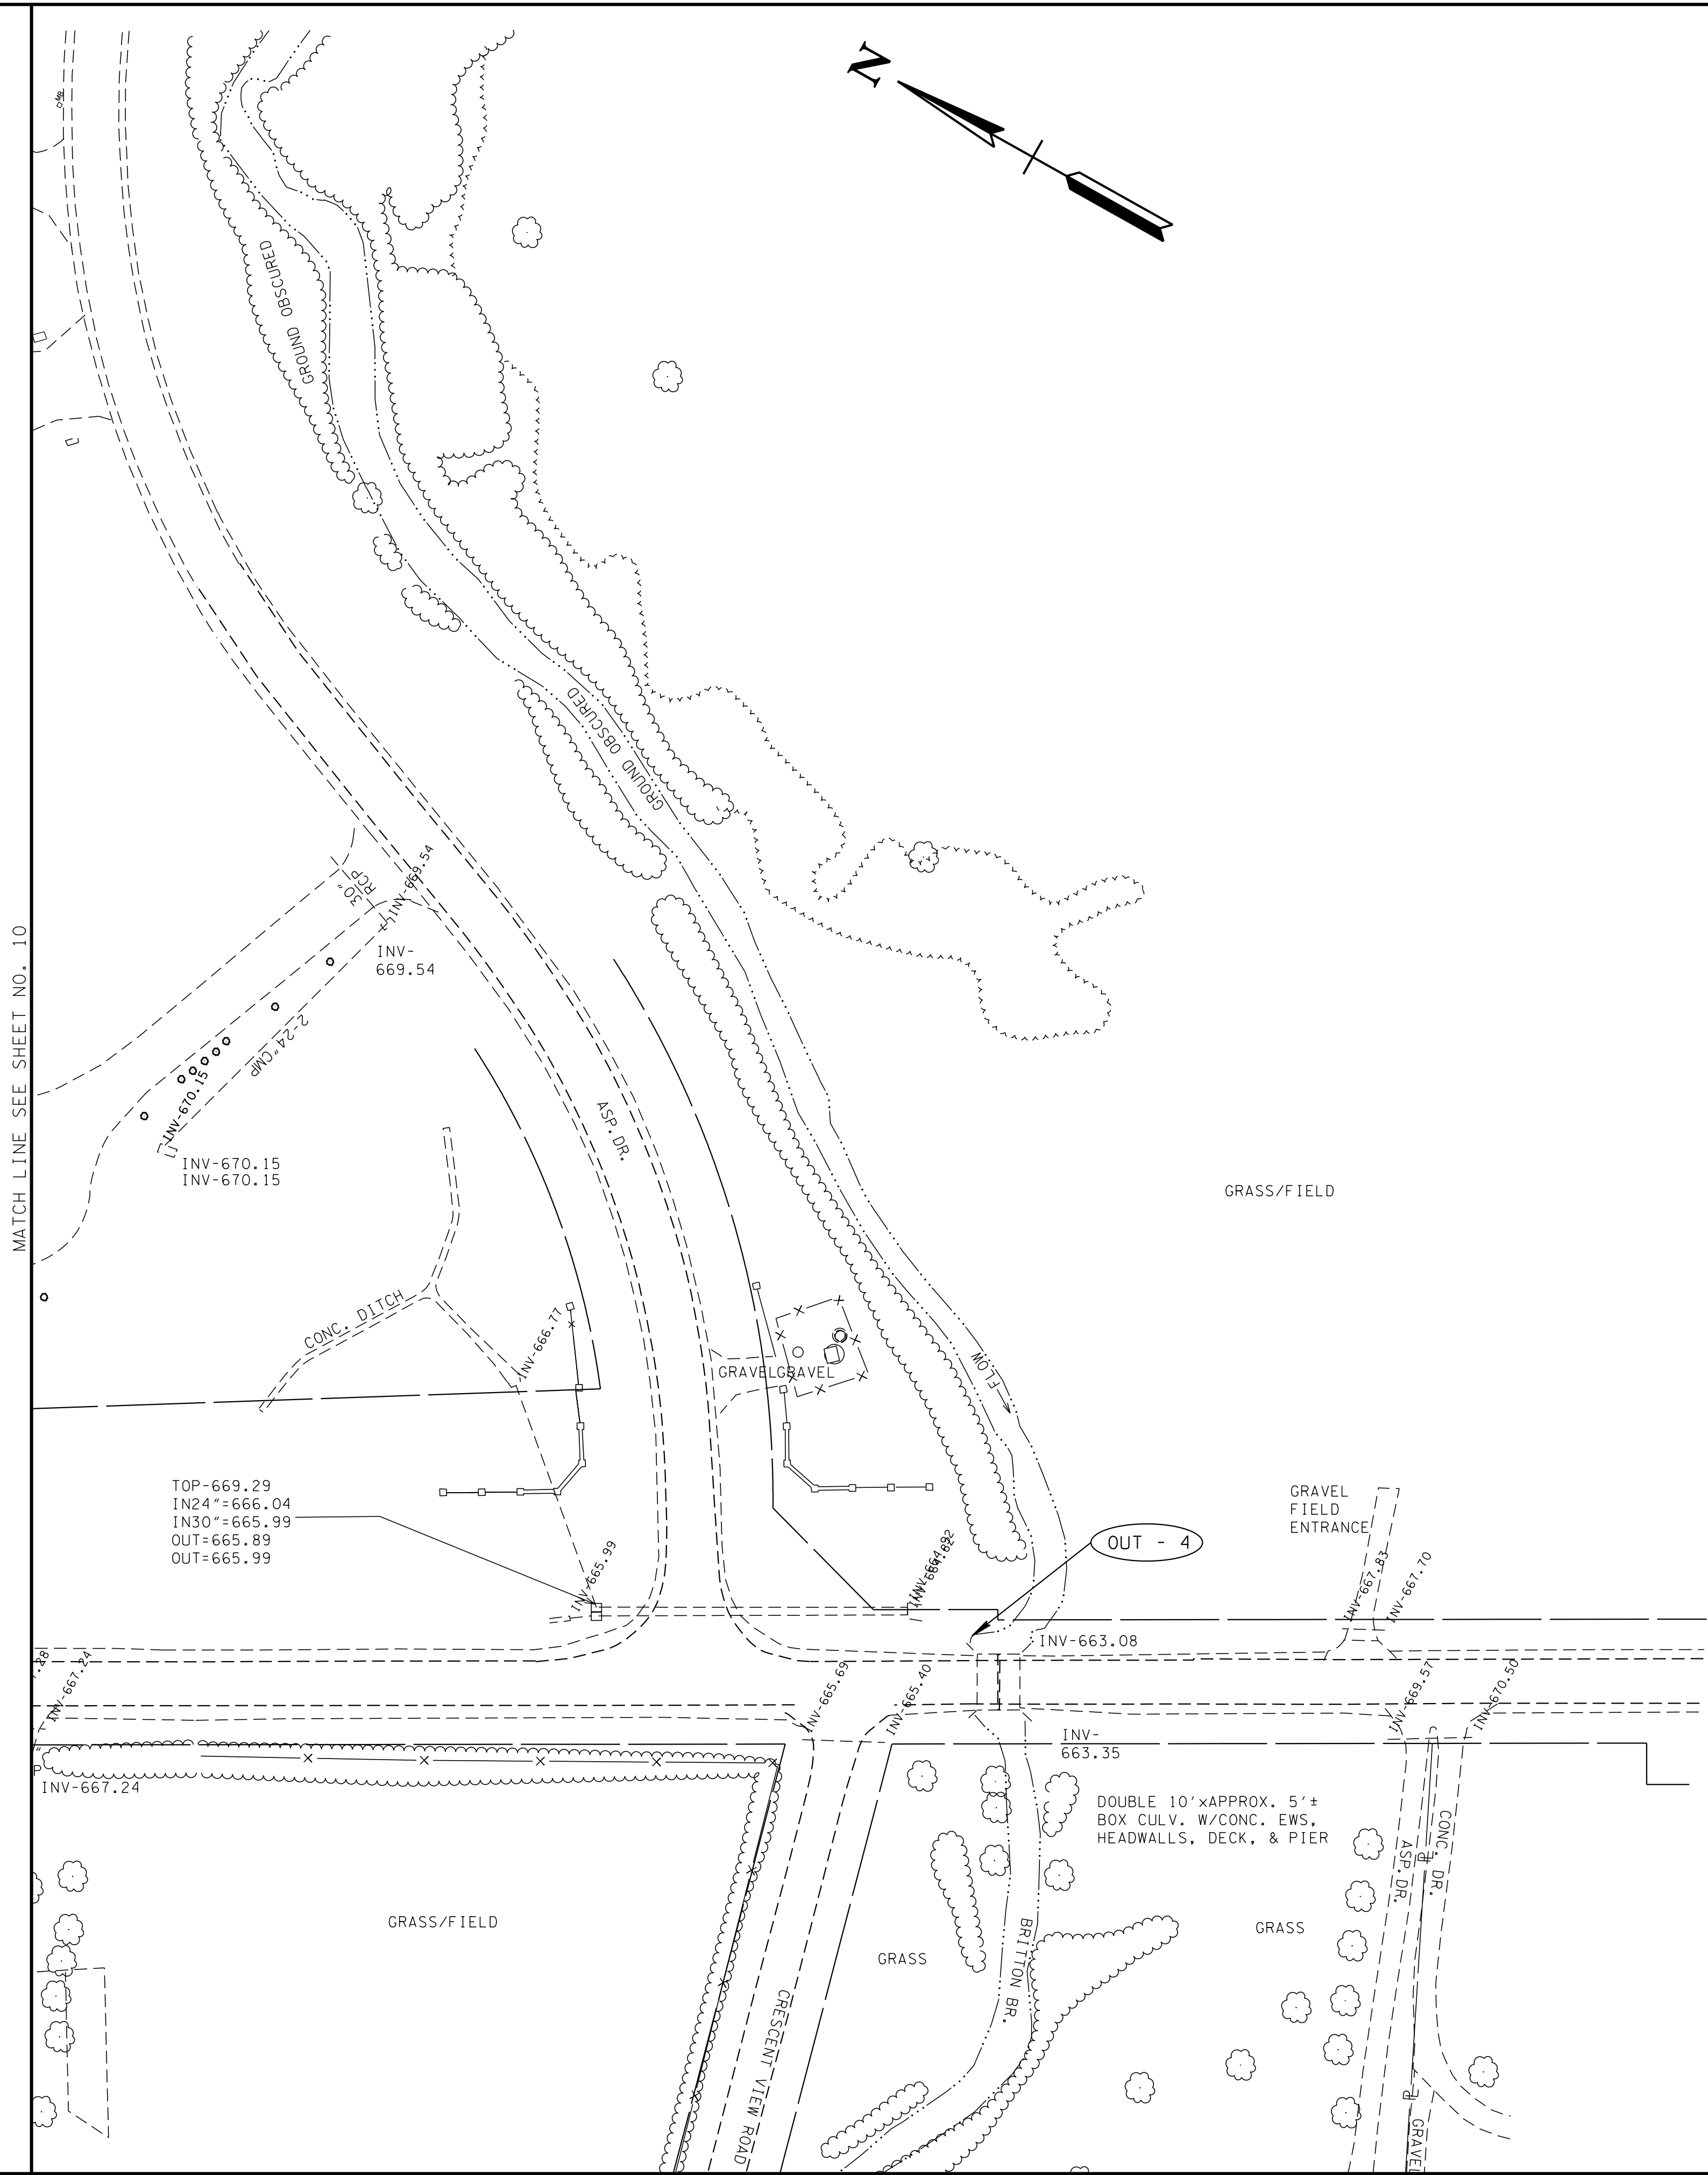 N
MB
GROUND OBSCURED
GROUND OBSCURED
MATCH LINE SEE SHEET NO. 10
30" RCP
INV-669.54
INV-
669.54
2-24"CMP
INV-670.15
INV-670.15
INV-670.15
ASP. DR.
GRASS/FIELD
CONC. DITCH
INV-666.77
GRAVEL
GRAVEL
FLOW
TOP-669.29
IN24"=666.04
IN30"=665.99
OUT=665.89
OUT=665.99
INV-665.99
OUT - 4
GRAVEL
FIELD
ENTRANCE
INV-667.83
INV-667.70
INV-663.08
INV-667.24
INV-665.69
INV-665.40
INV-
663.35
INV-669.57
INV-670.50
INV-667.24
DOUBLE 10'xAPPROX. 5'±
BOX CULV. W/CONC. EWS,
HEADWALLS, DECK, & PIER
ASP. DR.
CONC. DR.
GRASS/FIELD
GRASS
GRASS
BRITTON BR.
CRESCENT VIEW ROAD
GRAVEL